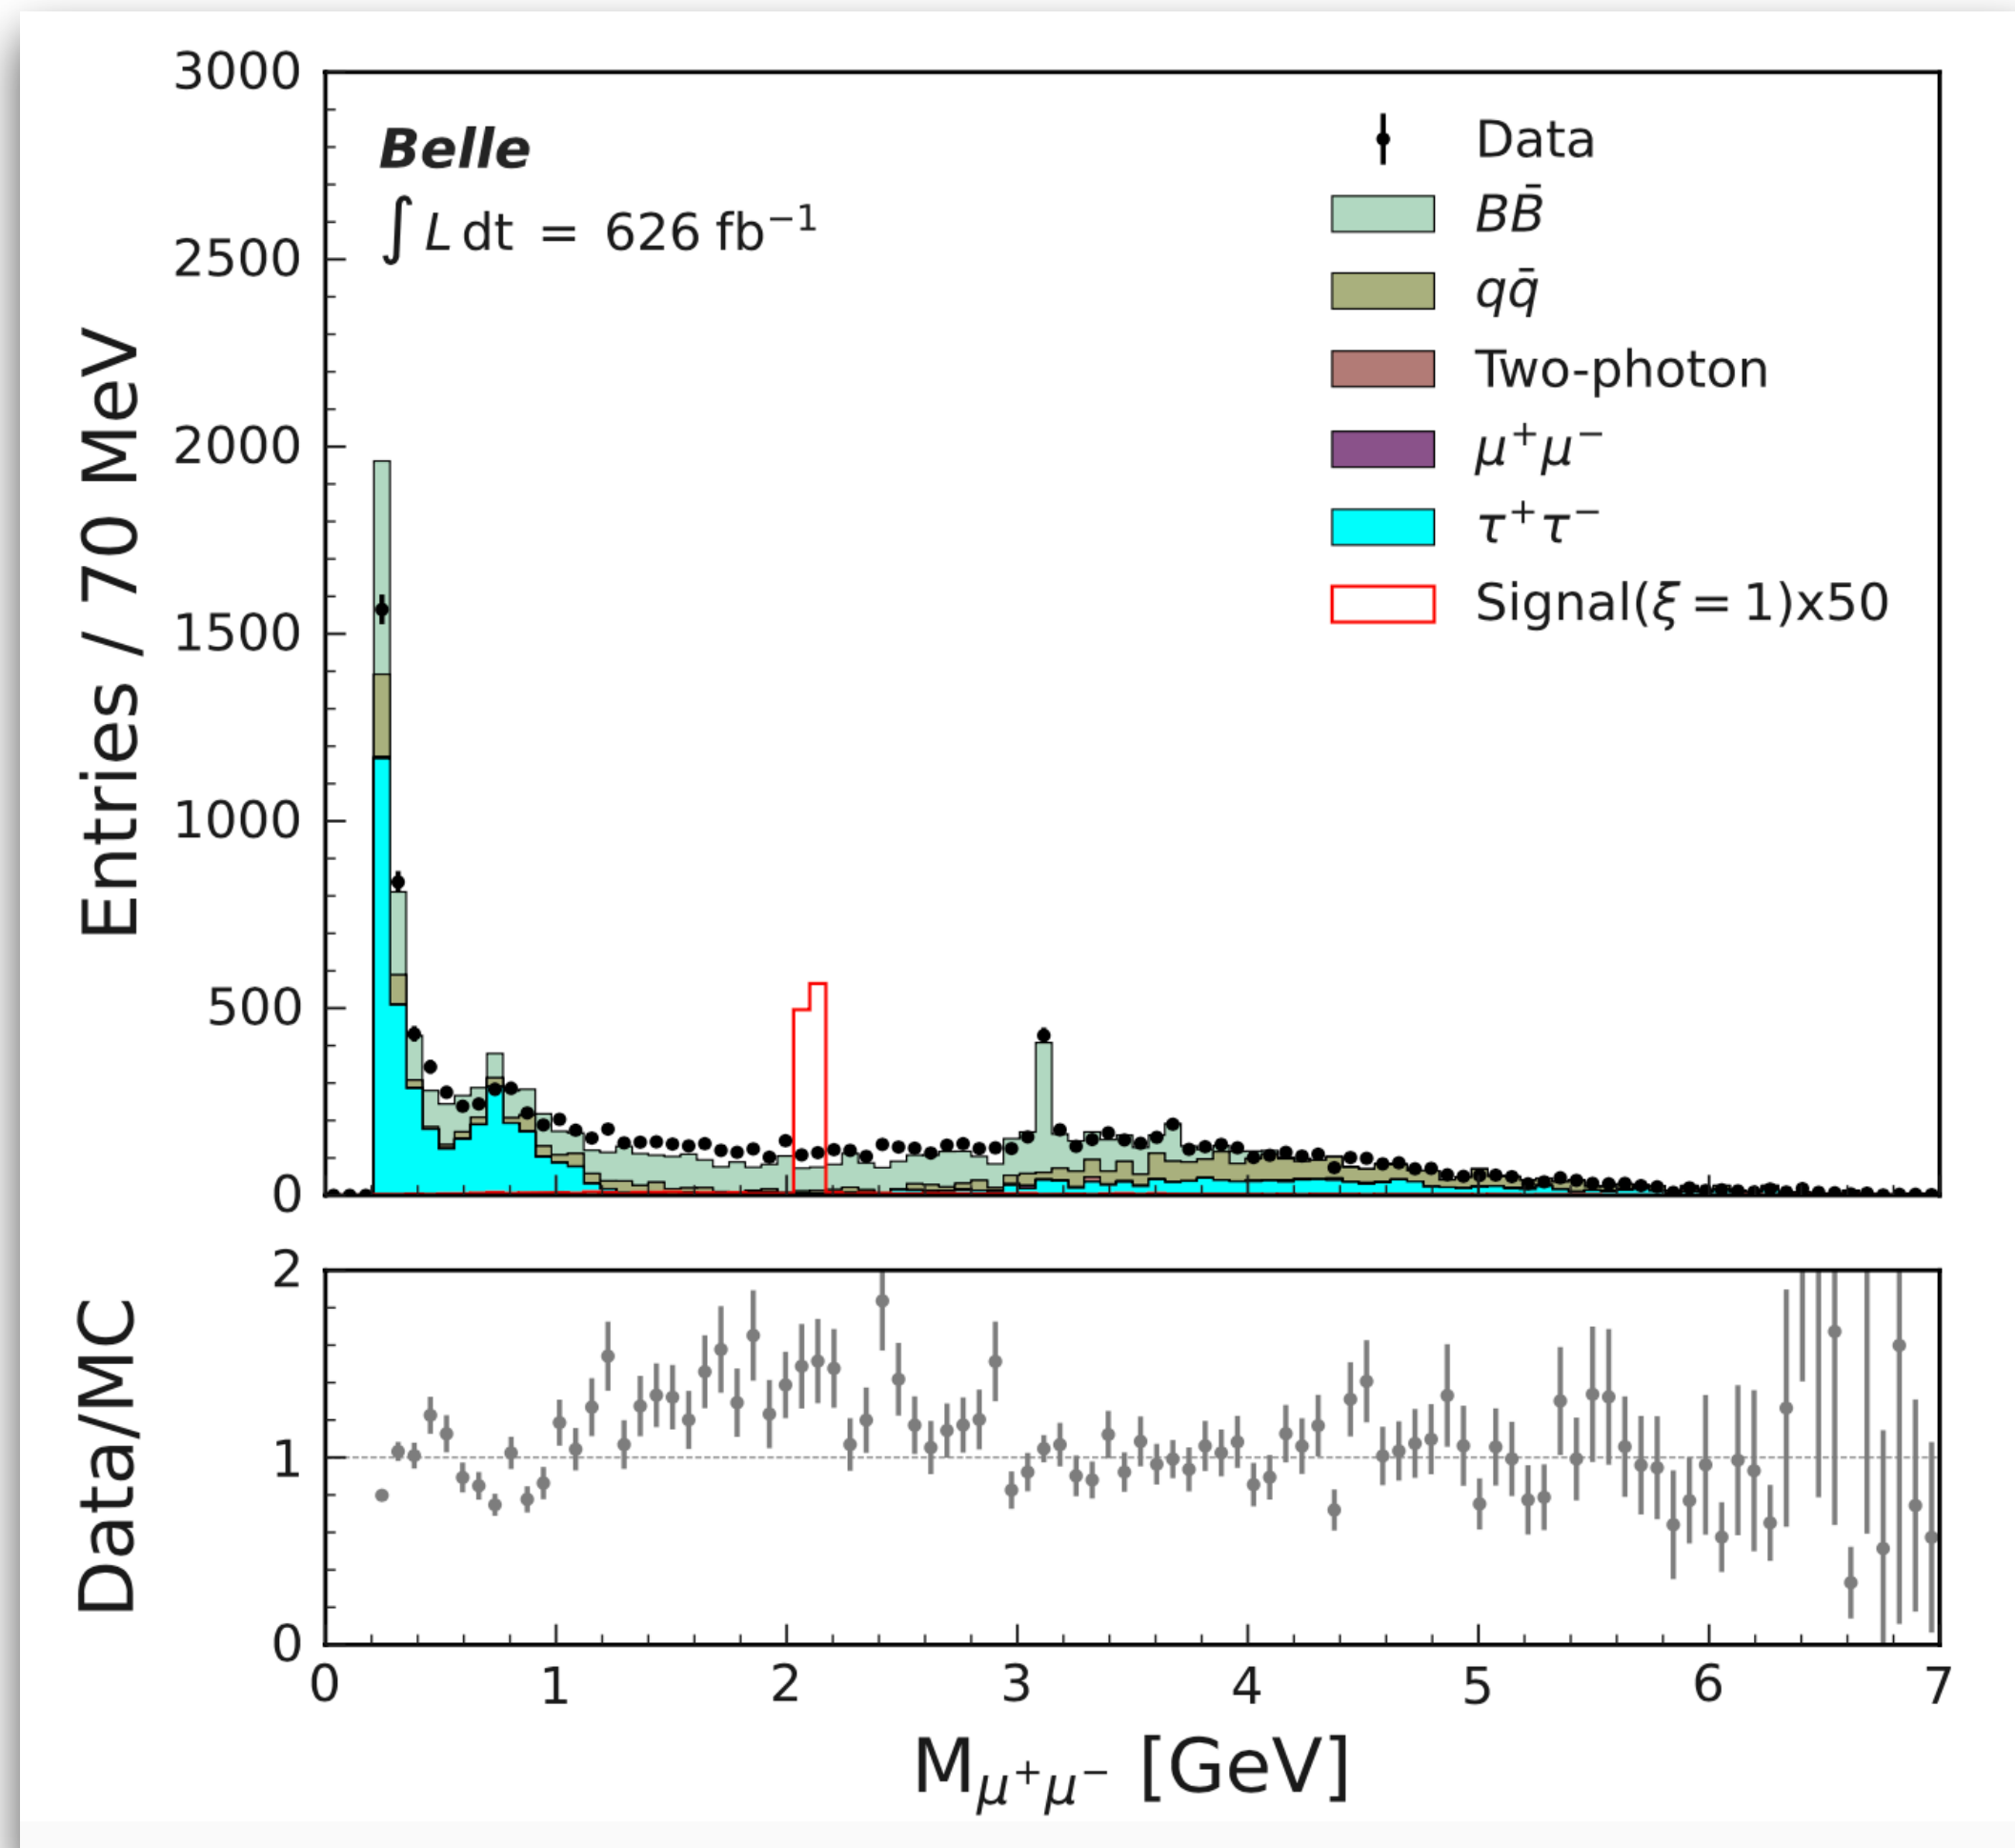 Entries / 70 MeV
3000
2500
2000
1500
1000
500
0
Belle
∫ L dt = 626 fb⁻¹
Data
BB̄
qq̄
Two-photon
μ⁺μ⁻
τ⁺τ⁻
Signal(ξ = 1)x50
Data/MC
2
1
0
0 1 2 3 4 5 6 7
M_μ⁺μ⁻ [GeV]